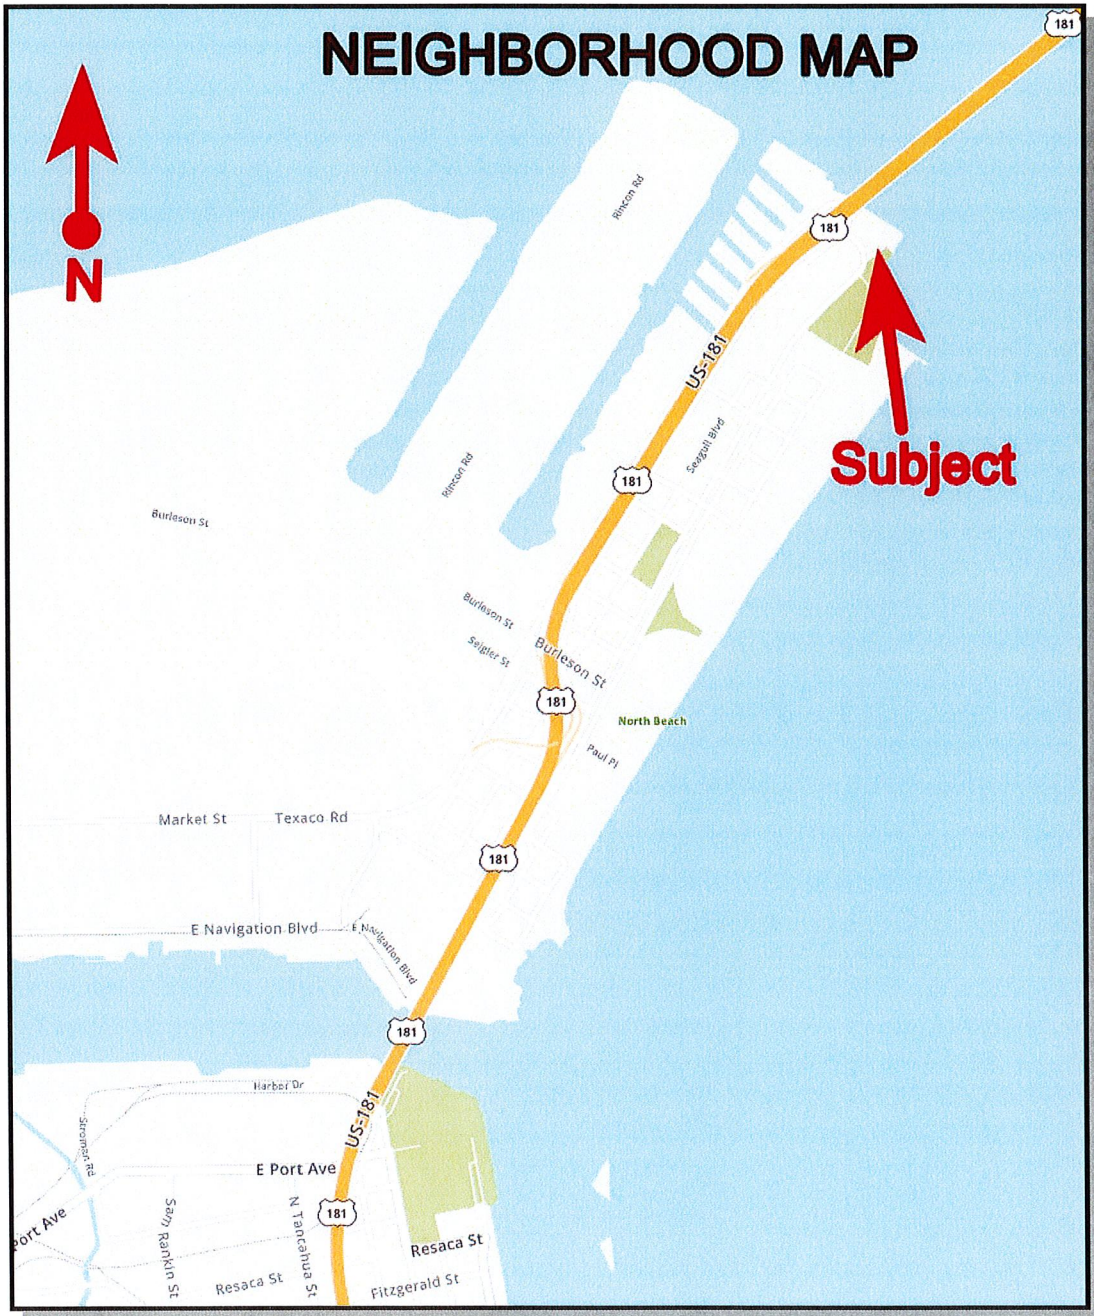 181
NEIGHBORHOOD MAP
Rincon Rd
181
N
US-181
Seagull Blvd
Subject
Rincon Rd
181
Burleson St
Burleson St
Seigler St
Burleson St
181
North Beach
Paul Pl
Market St
Texaco Rd
181
E Navigation Blvd
E Navigation Blvd
181
Harbor Dr
US-181
Stroman Rd
E Port Ave
Port Ave
Sam Rankin St
N Tancahua St
181
Resaca St
Resaca St
Fitzgerald St